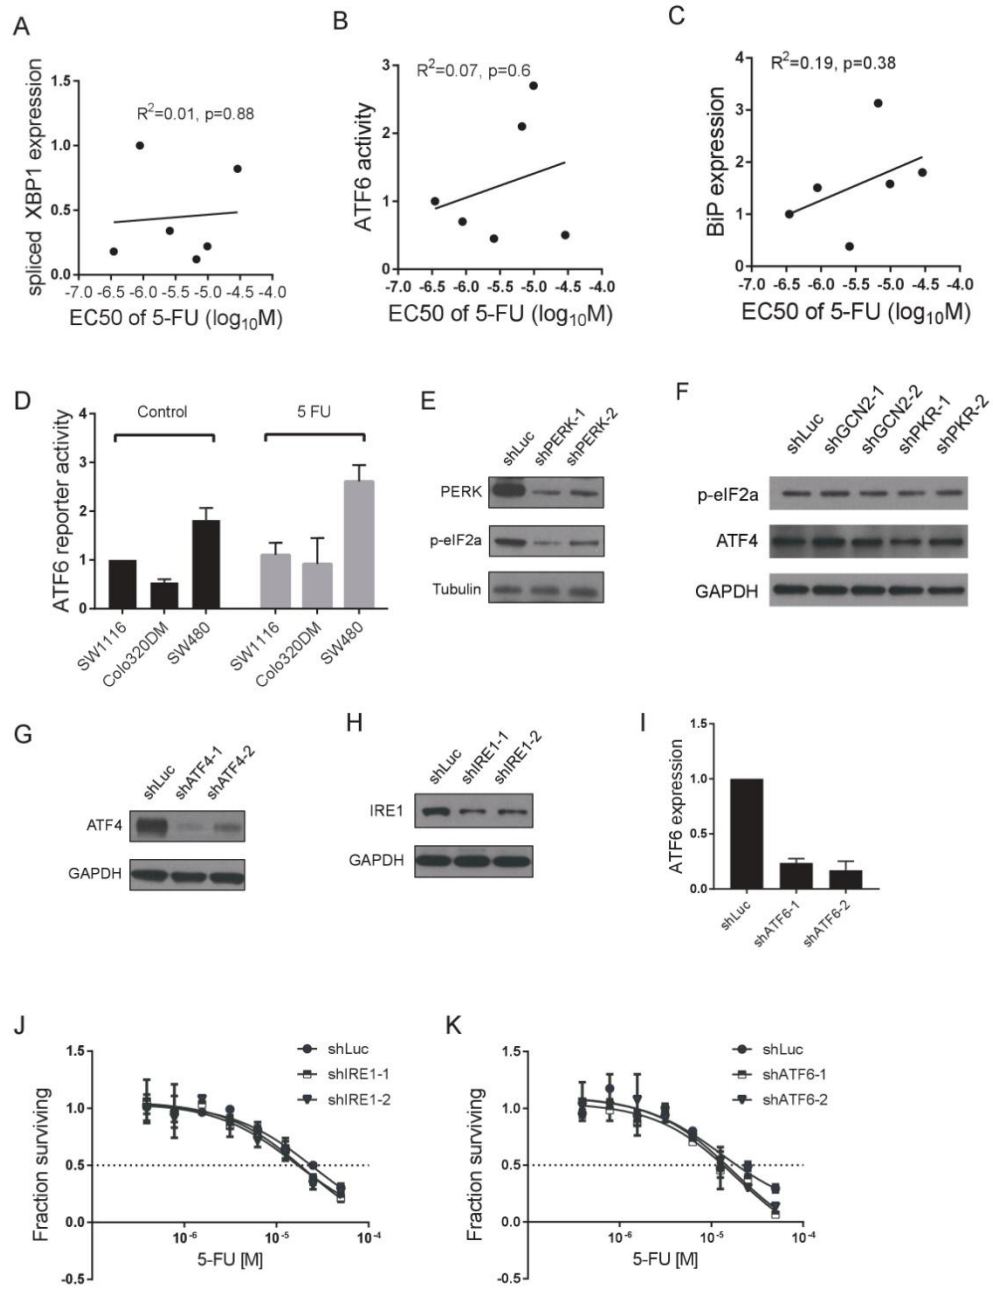 A
B
C
R2=0.01, p=0.88
spliced XBP1 expression
1.5
1.0
0.5
0.0
-7.0 -6.5 -6.0 -5.5 -5.0 -4.5 -4.0
EC50 of 5-FU (log10M)
R2=0.07, p=0.6
ATF6 activity
3
2
1
0
-7.0 -6.5 -6.0 -5.5 -5.0 -4.5 -4.0
EC50 of 5-FU (log10M)
R2=0.19, p=0.38
BiP expression
4
3
2
1
0
-7.0 -6.5 -6.0 -5.5 -5.0 -4.5 -4.0
EC50 of 5-FU (log10M)
D
Control
5 FU
ATF6 reporter activity
4
3
2
1
0
SW1116
Colo320DM
SW480
SW1116
Colo320DM
SW480
E
shLuc
shPERK-1
shPERK-2
PERK
p-eIF2a
Tubulin
F
shLuc
shGCN2-1
shGCN2-2
shPKR-1
shPKR-2
p-eIF2a
ATF4
GAPDH
G
shLuc
shATF4-1
shATF4-2
ATF4
GAPDH
H
shLuc
shIRE1-1
shIRE1-2
IRE1
GAPDH
I
ATF6 expression
1.5
1.0
0.5
0.0
shLuc
shATF6-1
shATF6-2
J
Fraction surviving
1.5
1.0
0.5
0.0
-0.5
shLuc
shIRE1-1
shIRE1-2
10-6 10-5 10-4
5-FU [M]
K
Fraction surviving
1.5
1.0
0.5
0.0
-0.5
shLuc
shATF6-1
shATF6-2
10-6 10-5 10-4
5-FU [M]